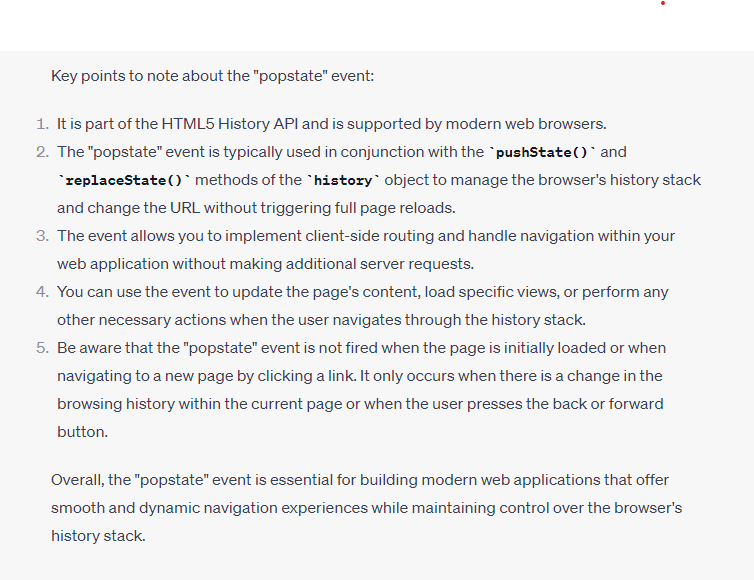 Key points to note about the "popstate" event:
1. It is part of the HTML5 History API and is supported by modern web browsers.
2. The "popstate" event is typically used in conjunction with the `pushState()` and
`replaceState()` methods of the `history` object to manage the browser's history stack
and change the URL without triggering full page reloads.
3. The event allows you to implement client-side routing and handle navigation within your
web application without making additional server requests.
4. You can use the event to update the page's content, load specific views, or perform any
other necessary actions when the user navigates through the history stack.
5. Be aware that the "popstate" event is not fired when the page is initially loaded or when
navigating to a new page by clicking a link. It only occurs when there is a change in the
browsing history within the current page or when the user presses the back or forward
button.
Overall, the "popstate" event is essential for building modern web applications that offer
smooth and dynamic navigation experiences while maintaining control over the browser's
history stack.